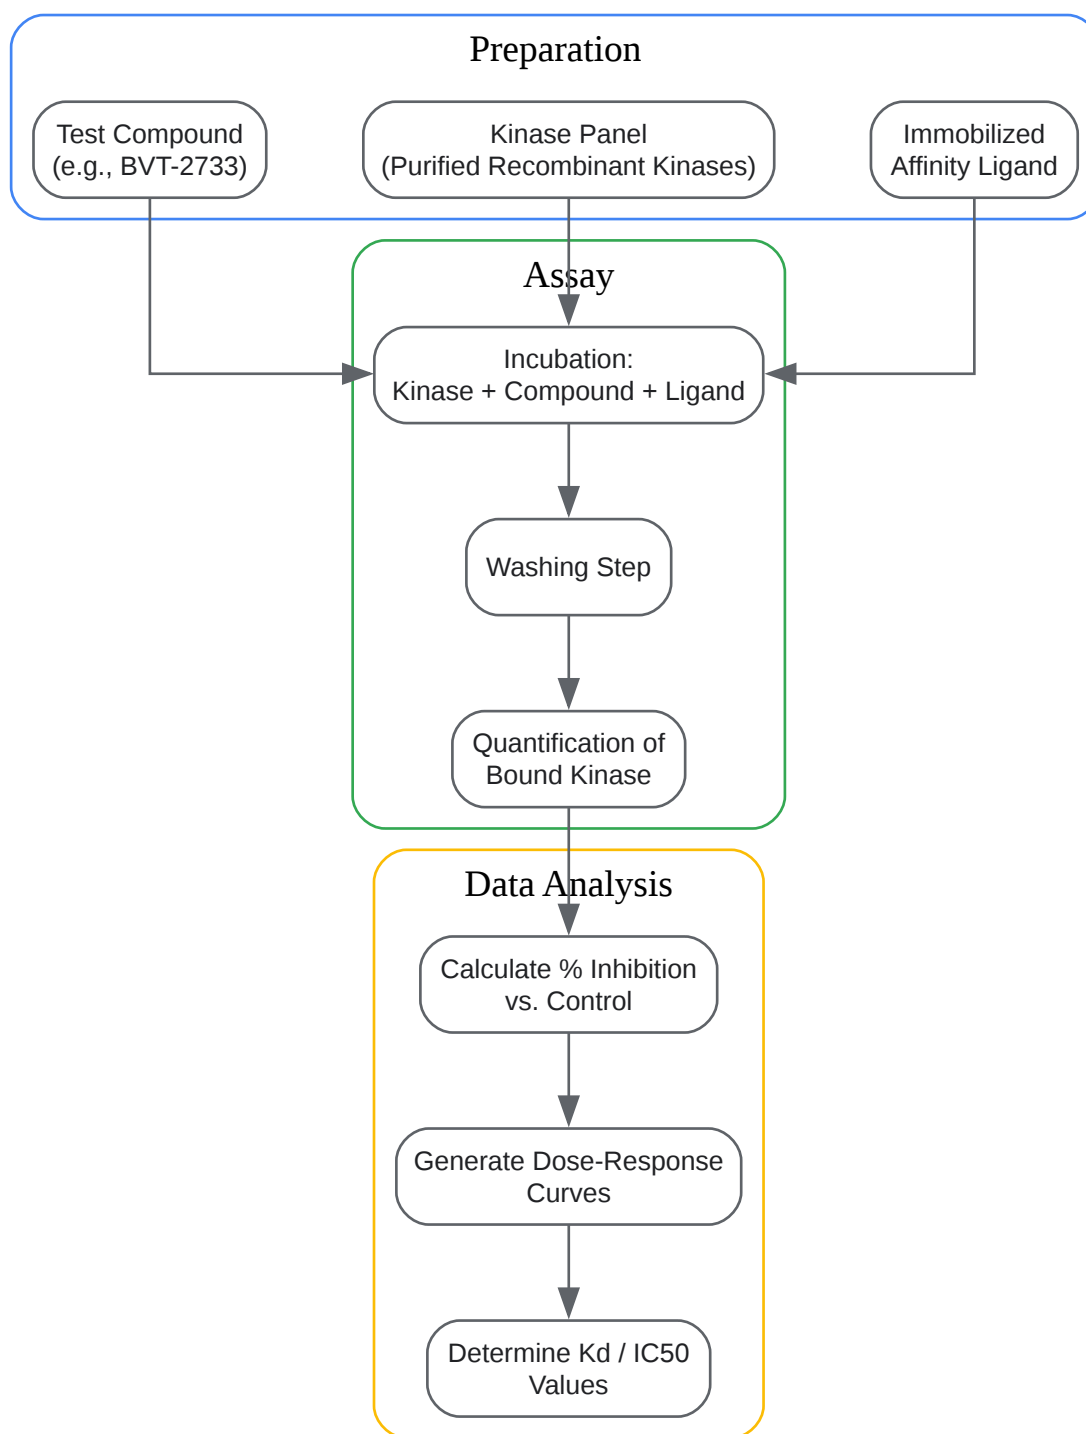 Preparation
Test Compound
(e.g., BVT-2733)
Kinase Panel
(Purified Recombinant Kinases)
Immobilized
Affinity Ligand
Assay
Incubation:
Kinase + Compound + Ligand
Washing Step
Quantification of
Bound Kinase
Data Analysis
Calculate % Inhibition
vs. Control
Generate Dose-Response
Curves
Determine Kd / IC50
Values